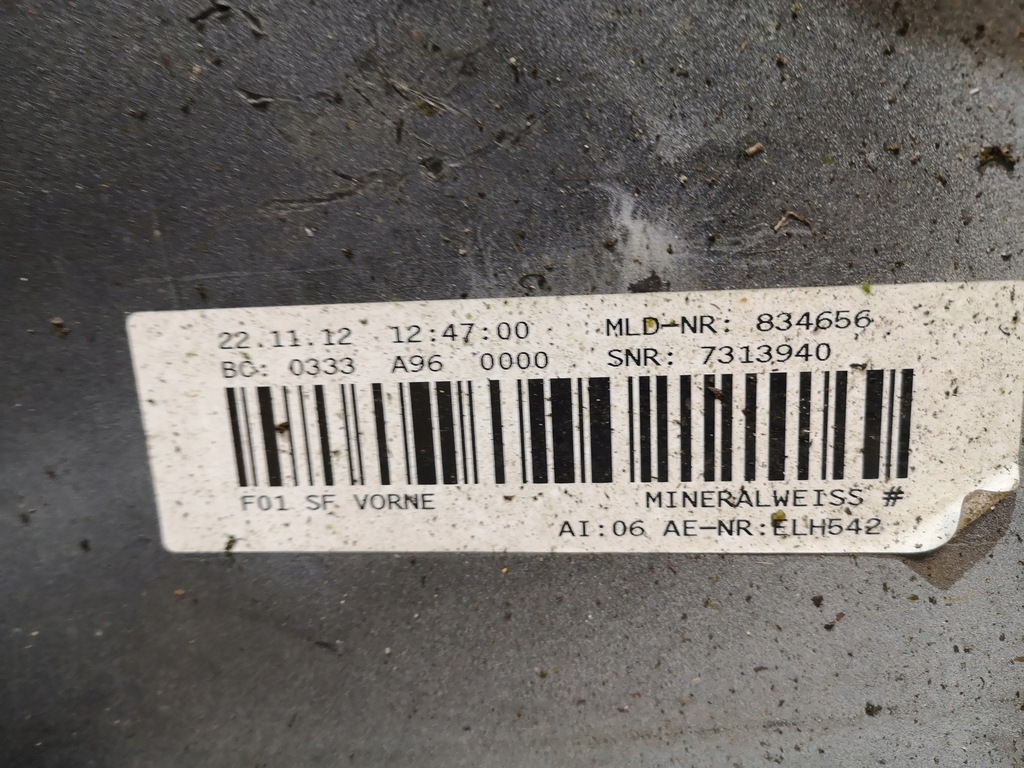 22.11.12 12:47:00 MLD-NR: 834656
BG: 0333 A96 0000 SNR: 7313940
F01 SF VORNE MINERALWEISS #
AI:06 AE-NR:ELH542